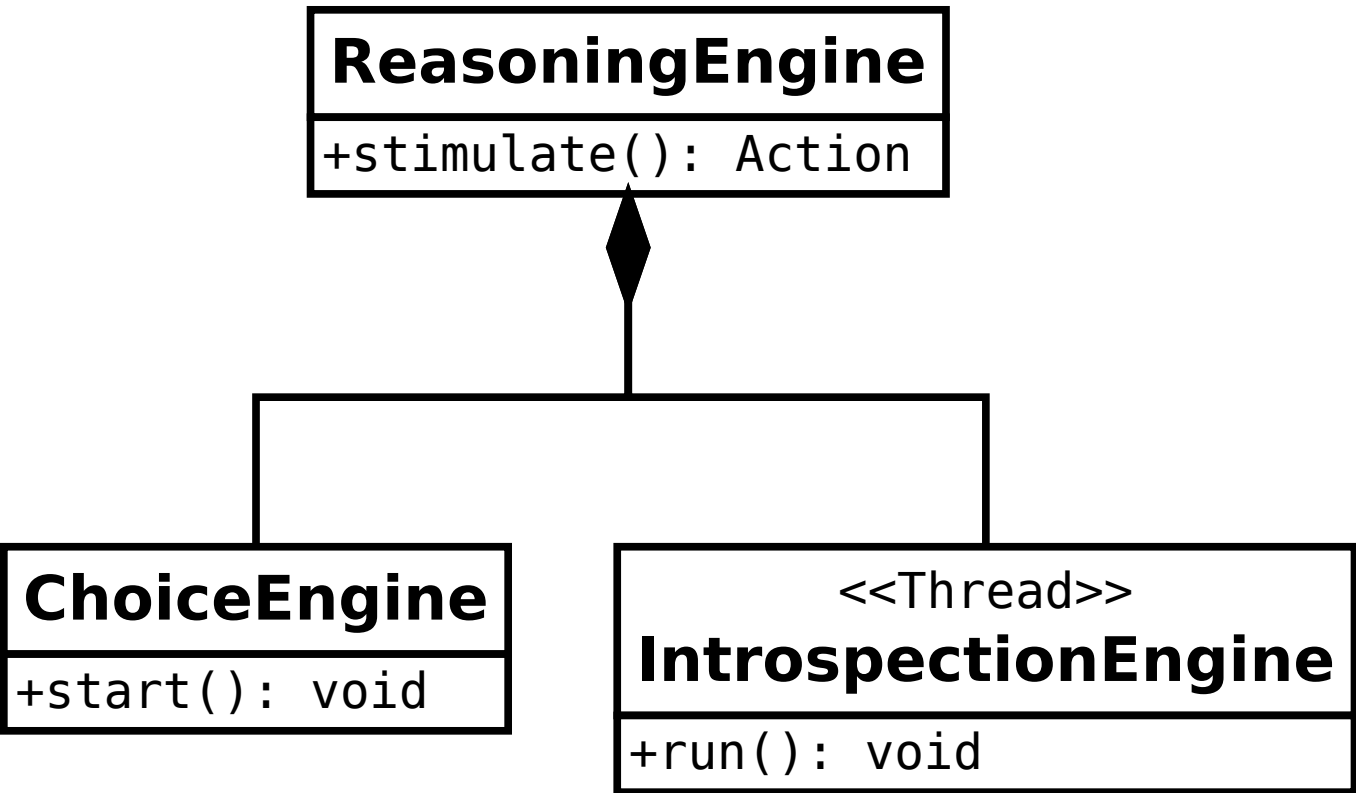 ReasoningEngine
+stimulate(): Action
ChoiceEngine
+start(): void
<<Thread>>
IntrospectionEngine
+run(): void